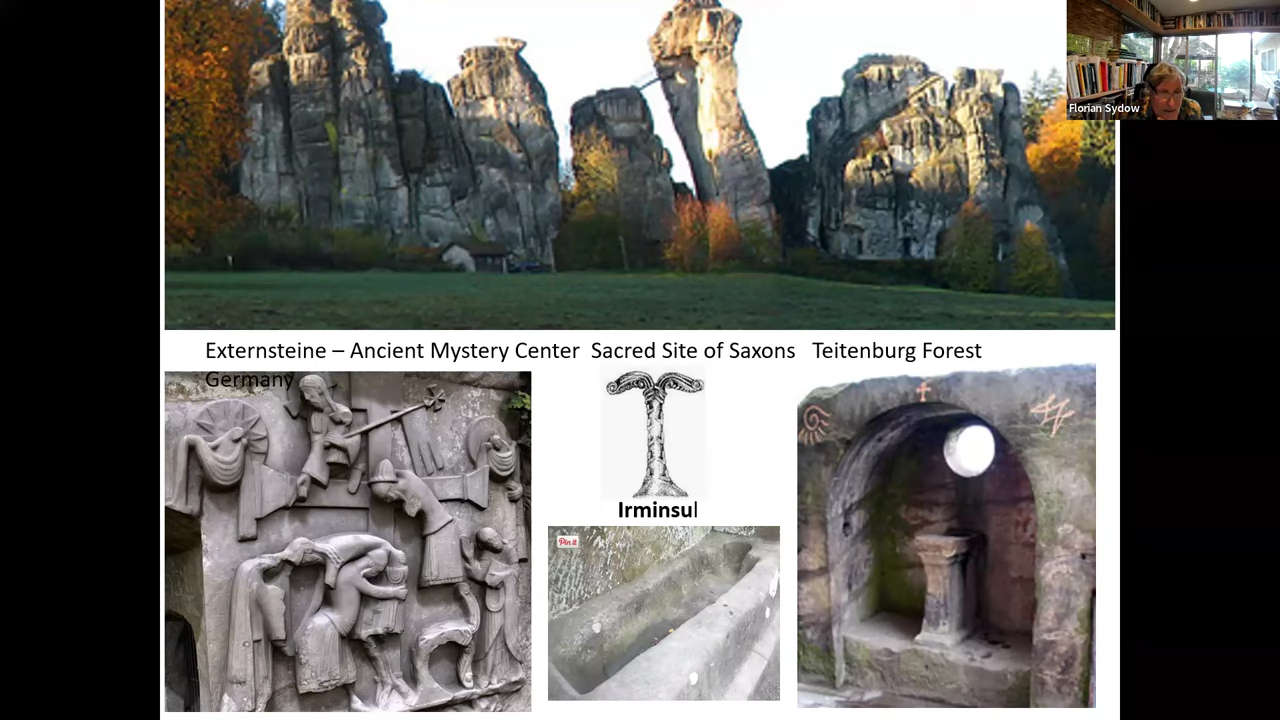 Florian Sydow
Externsteine – Ancient Mystery Center  Sacred Site of Saxons   Teitenburg Forest
Germany
Irminsul
Pin it